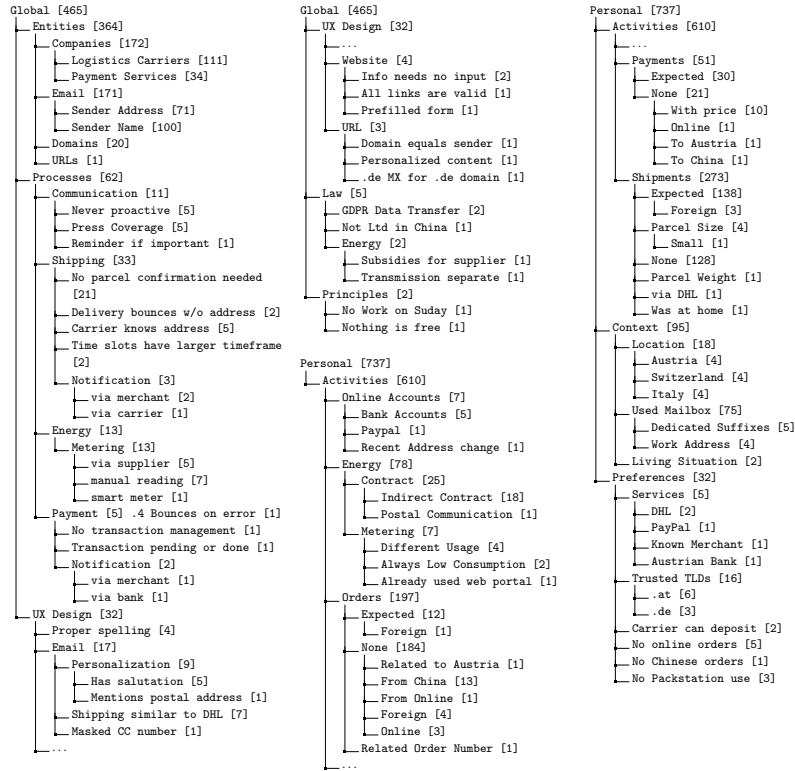 Global [465]
Entities [364]
Companies [172]
Logistics Carriers [111]
Payment Services [34]
Email [171]
Sender Address [71]
Sender Name [100]
Domains [20]
URLs [1]
Processes [62]
Communication [11]
Never proactive [5]
Press Coverage [5]
Reminder if important [1]
Shipping [33]
No parcel confirmation needed
[21]
Delivery bounces w/o address [2]
Carrier knows address [5]
Time slots have larger timeframe
[2]
Notification [3]
via merchant [2]
via carrier [1]
Energy [13]
Metering [13]
via supplier [5]
manual reading [7]
smart meter [1]
Payment [5] .4 Bounces on error [1]
No transaction management [1]
Transaction pending or done [1]
Notification [2]
via merchant [1]
via bank [1]
UX Design [32]
Proper spelling [4]
Email [17]
Personalization [9]
Has salutation [5]
Mentions postal address [1]
Shipping similar to DHL [7]
Masked CC number [1]
...
Global [465]
UX Design [32]
...
Website [4]
Info needs no input [2]
All links are valid [1]
Prefilled form [1]
URL [3]
Domain equals sender [1]
Personalized content [1]
.de MX for .de domain [1]
Law [5]
GDPR Data Transfer [2]
Not Ltd in China [1]
Energy [2]
Subsidies for supplier [1]
Transmission separate [1]
Principles [2]
No Work on Suday [1]
Nothing is free [1]
Personal [737]
Activities [610]
Online Accounts [7]
Bank Accounts [5]
Paypal [1]
Recent Address change [1]
Energy [78]
Contract [25]
Indirect Contract [18]
Postal Communication [1]
Metering [7]
Different Usage [4]
Always Low Consumption [2]
Already used web portal [1]
Orders [197]
Expected [12]
Foreign [1]
None [184]
Related to Austria [1]
From China [13]
From Online [1]
Foreign [4]
Online [3]
Related Order Number [1]
...
Personal [737]
Activities [610]
...
Payments [51]
Expected [30]
None [21]
With price [10]
Online [1]
To Austria [1]
To China [1]
Shipments [273]
Expected [138]
Foreign [3]
Parcel Size [4]
Small [1]
None [128]
Parcel Weight [1]
via DHL [1]
Was at home [1]
Context [95]
Location [18]
Austria [4]
Switzerland [4]
Italy [4]
Used Mailbox [75]
Dedicated Suffixes [5]
Work Address [4]
Living Situation [2]
Preferences [32]
Services [5]
DHL [2]
PayPal [1]
Known Merchant [1]
Austrian Bank [1]
Trusted TLDs [16]
.at [6]
.de [3]
Carrier can deposit [2]
No online orders [5]
No Chinese orders [1]
No Packstation use [3]